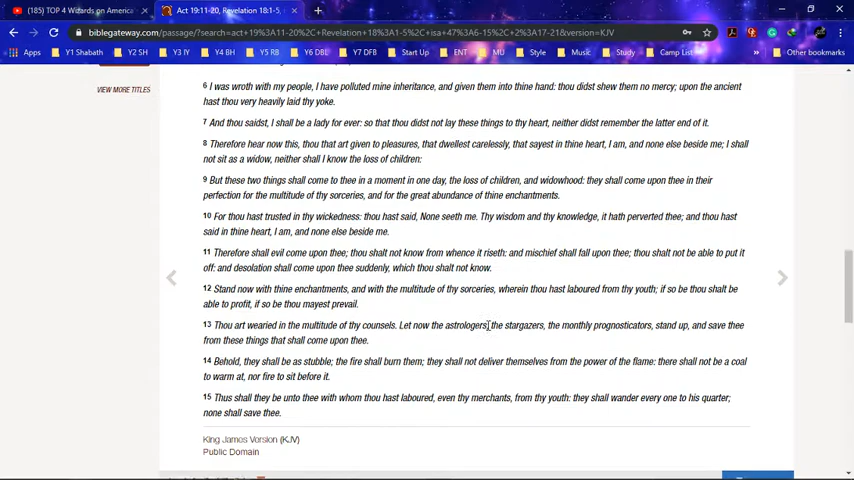 (185) TOP 4 Wizards on America
Act 19:11-20, Revelation 18:1-5,
biblegateway.com/passage/?search=act+19%3A11-20%2C+Revelation+18%3A1-5%2C+isa+47%3A6-15%2C+2%3A17-21&version=KJV
Apps Y1 Shabath Y2 SH Y3 IY Y4 BH Y5 RB Y6 DBL Y7 DFB Start Up ENT MU Style Music Study Camp List » Other bookmarks
VIEW MORE TITLES
6 I was wroth with my people, I have polluted mine inheritance, and given them into thine hand: thou didst shew them no mercy; upon the ancient
hast thou very heavily laid thy yoke.
7 And thou saidst, I shall be a lady for ever: so that thou didst not lay these things to thy heart, neither didst remember the latter end of it.
8 Therefore hear now this, thou that art given to pleasures, that dwellest carelessly, that sayest in thine heart, I am, and none else beside me; I shall
not sit as a widow, neither shall I know the loss of children:
9 But these two things shall come to thee in a moment in one day, the loss of children, and widowhood: they shall come upon thee in their
perfection for the multitude of thy sorceries, and for the great abundance of thine enchantments.
10 For thou hast trusted in thy wickedness: thou hast said, None seeth me. Thy wisdom and thy knowledge, it hath perverted thee; and thou hast
said in thine heart, I am, and none else beside me.
11 Therefore shall evil come upon thee; thou shalt not know from whence it riseth: and mischief shall fall upon thee; thou shalt not be able to put it
off: and desolation shall come upon thee suddenly, which thou shalt not know.
12 Stand now with thine enchantments, and with the multitude of thy sorceries, wherein thou hast laboured from thy youth; if so be thou shalt be
able to profit, if so be thou mayest prevail.
13 Thou art wearied in the multitude of thy counsels. Let now the astrologers, the stargazers, the monthly prognosticators, stand up, and save thee
from these things that shall come upon thee.
14 Behold, they shall be as stubble; the fire shall burn them; they shall not deliver themselves from the power of the flame: there shall not be a coal
to warm at, nor fire to sit before it.
15 Thus shall they be unto thee with whom thou hast laboured, even thy merchants, from thy youth: they shall wander every one to his quarter;
none shall save thee.
King James Version (KJV)
Public Domain